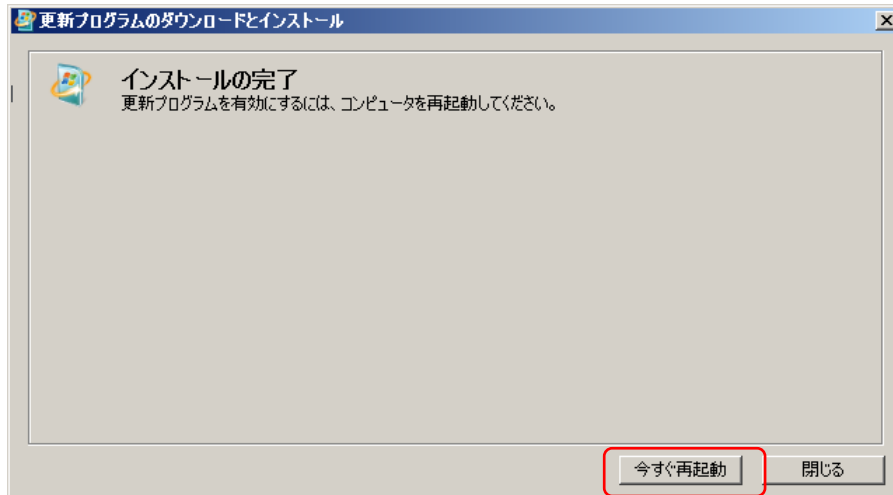 更新プログラムのダウンロードとインストール
インストールの完了
更新プログラムを有効にするには、コンピュータを再起動してください。
今すぐ再起動
閉じる